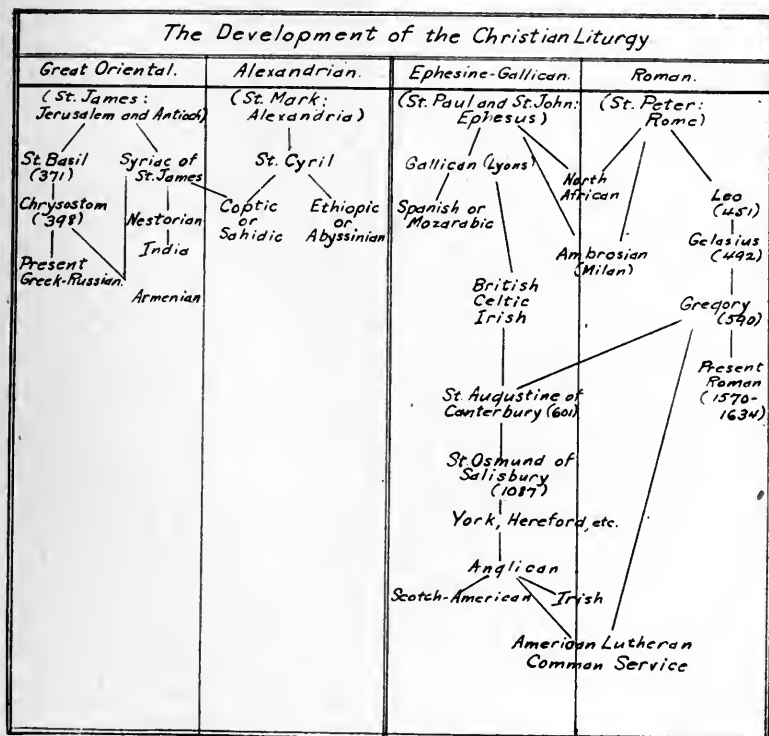 The Development of the Christian Liturgy
Great Oriental.
Alexandrian.
Ephesine-Gallican.
Roman.
(St. James:
Jerusalem and Antioch)
St. Basil
(371)
Syriac of
St. James
Chrysostom
(398)
Nestorian
India
Present
Greek-Russian.
Armenian
(St. Mark:
Alexandria)
St. Cyril
Coptic
or
Sahidic
Ethiopic
or
Abyssinian
(St. Paul and St. John:
Ephesus)
Gallican (Lyons)
Spanish or
Mozarabic
North
African
Ambrosian
(Milan)
British
Celtic
Irish
St. Augustine of
Canterbury (601)
St. Osmund of
Salisbury
(1087)
York, Hereford, etc.
Anglican
Scotch-American
Irish
American Lutheran
Common Service
(St. Peter:
Rome)
Leo
(451)
Gelasius
(492)
Gregory
(590)
Present
Roman
(1570-
1634)